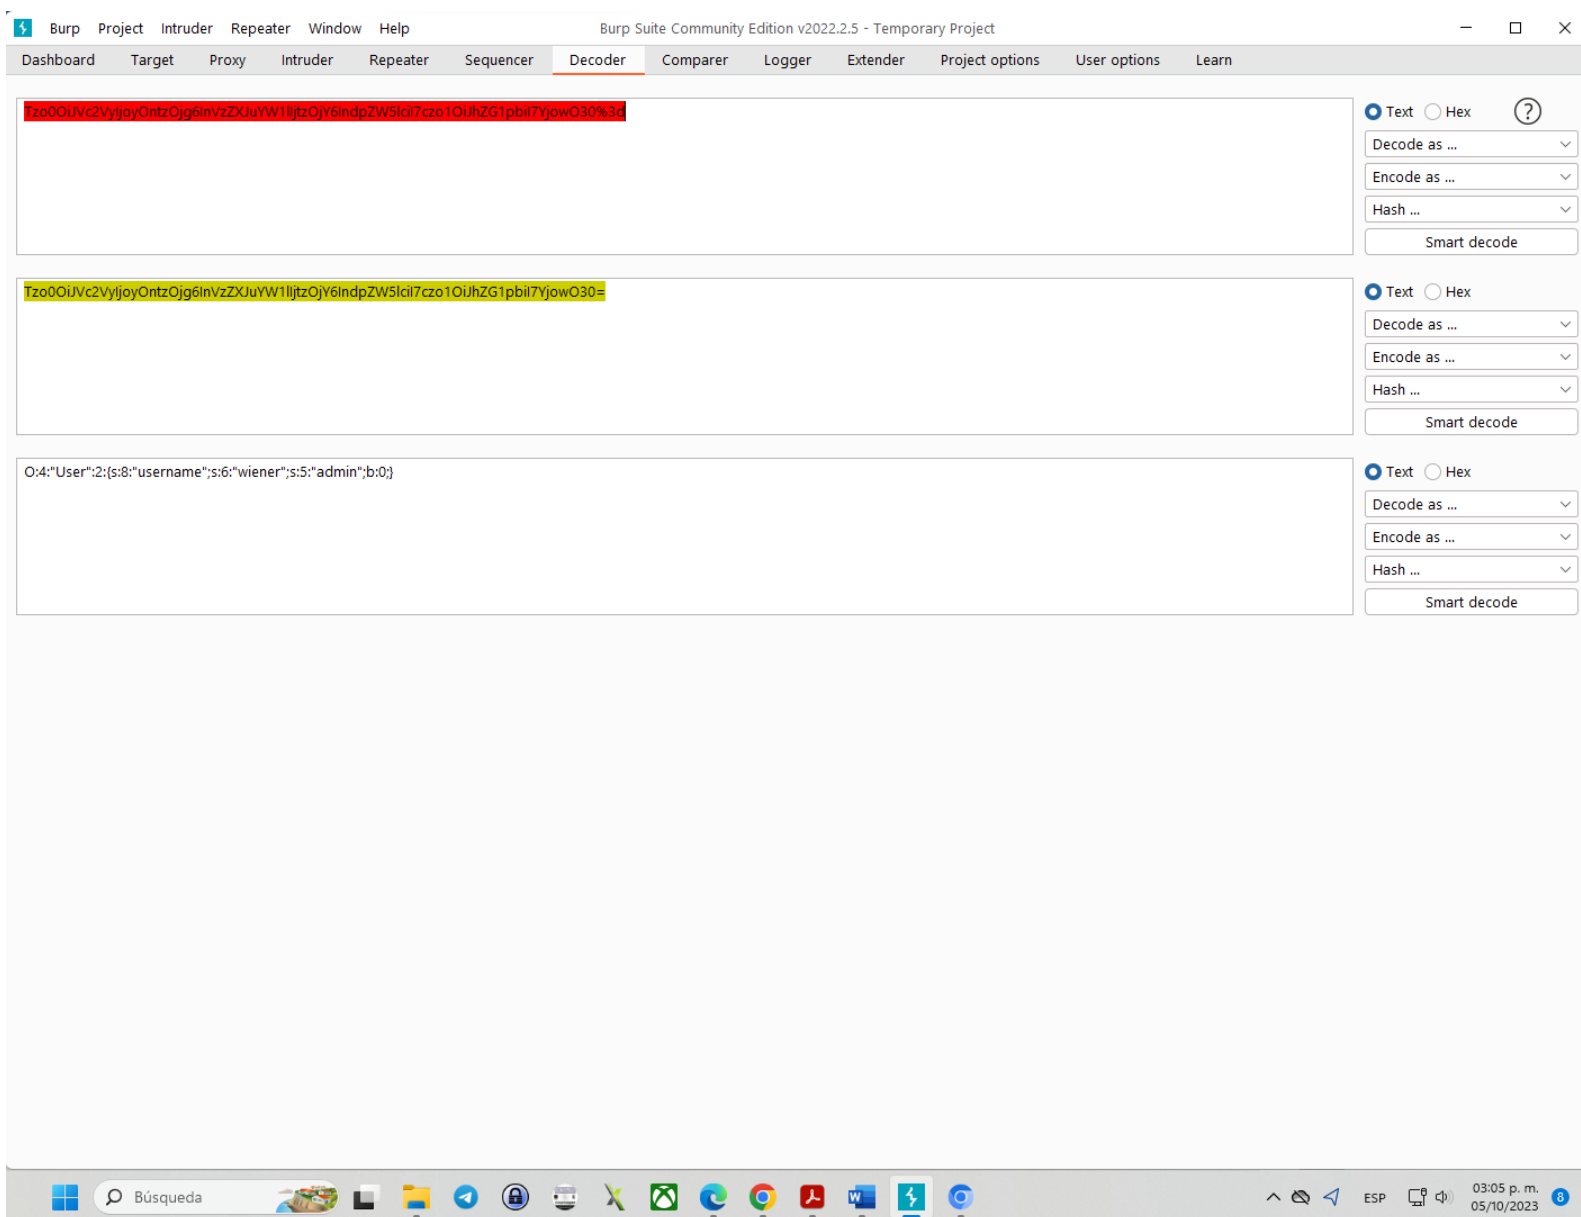 Burp Project Intruder Repeater Window Help Burp Suite Community Edition v2022.2.5 - Temporary Project
Dashboard Target Proxy Intruder Repeater Sequencer Decoder Comparer Logger Extender Project options User options Learn
Tzo0OiJVc2VyIjoyOntzOjg6InVzZXJuYW1lIjtzOjY6IndpZW5lciI7czo1OiJhZG1pbiI7YjowO30%3d
Text Hex ?
Decode as ...
Encode as ...
Hash ...
Smart decode
Tzo0OiJVc2VyIjoyOntzOjg6InVzZXJuYW1lIjtzOjY6IndpZW5lciI7czo1OiJhZG1pbiI7YjowO30=
Text Hex
Decode as ...
Encode as ...
Hash ...
Smart decode
O:4:"User":2:{s:8:"username";s:6:"wiener";s:5:"admin";b:0;}
Text Hex
Decode as ...
Encode as ...
Hash ...
Smart decode
Búsqueda
ESP
03:05 p. m.
05/10/2023
8